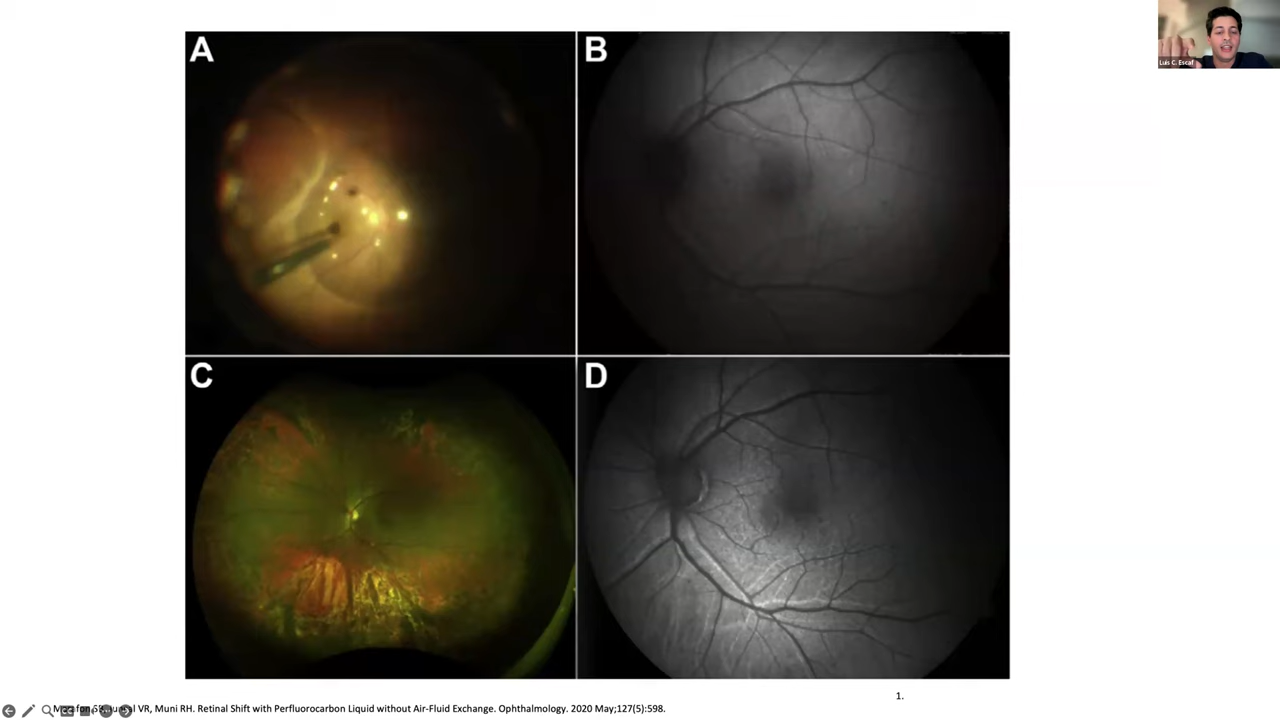 A
B
C
D
Luis C. Escaf
1.
VR, Muni RH. Retinal Shift with Perfluorocarbon Liquid without Air-Fluid Exchange. Ophthalmology. 2020 May;127(5):598.